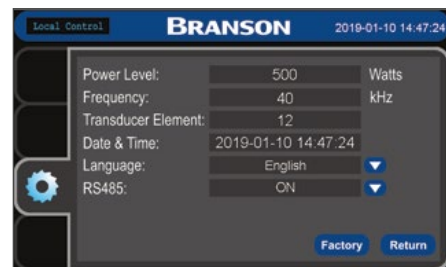 Local Control BRANSON 2019-01-10 14:47:24
Power Level: 500 Watts
Frequency: 40 kHz
Transducer Element: 12
Date & Time: 2019-01-10 14:47:24
Language: English
RS485: ON
Factory Return